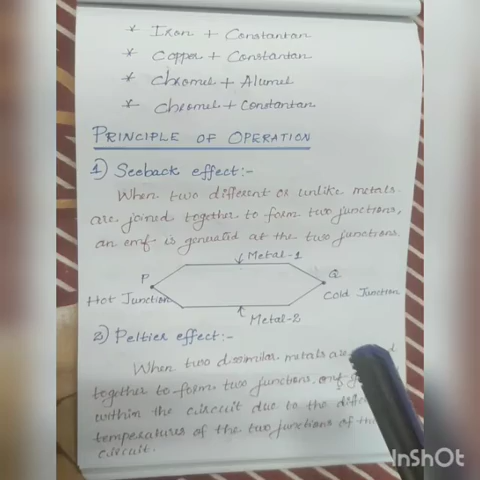 * Iron + Constantan
* Copper + Constantan
* Chromel + Alumel
* Chromel + Constantan
PRINCIPLE OF OPERATION
1) Seeback effect:-
When two different or unlike metals
are joined together to form two junctions,
an emf is generated at the two junctions.
Metal-1
P
Q
Hot Junction
Cold Junction
Metal-2
2) Peltier effect:-
When two dissimilar metals are
together to form two junctions, emf
within the circuit due to the
temperatures of the two junctions of the
circuit.
InShOt